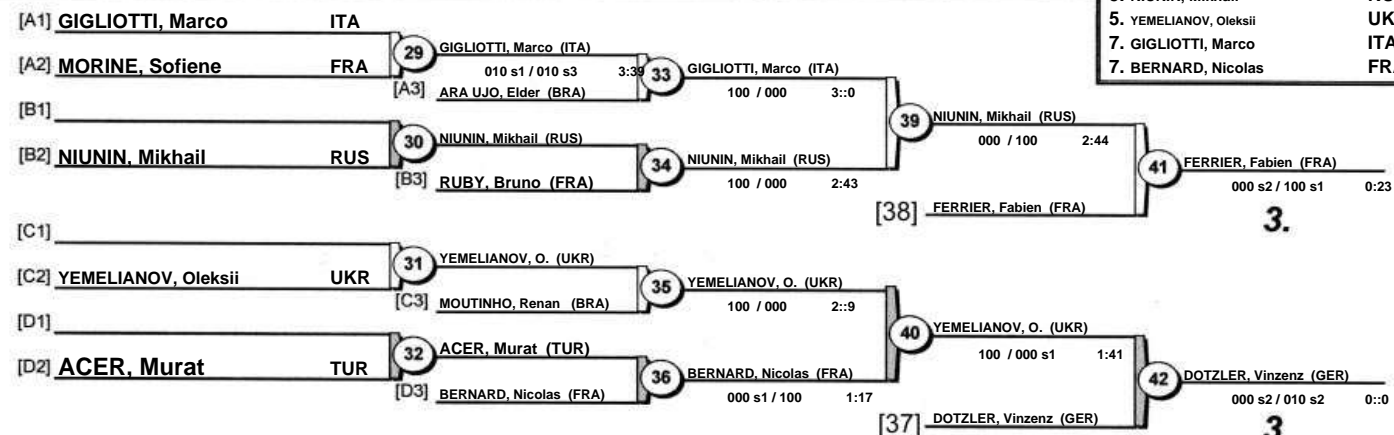 5. YEMELIANOV, Oleksii UK
7. GIGLIOTTI, Marco ITA
7. BERNARD, Nicolas FRA
[A1] GIGLIOTTI, Marco ITA
29 GIGLIOTTI, Marco (ITA)
[A2] MORINE, Sofiene FRA
010 s1 / 010 s3 3:39
33 GIGLIOTTI, Marco (ITA)
[A3] ARA UJO, Elder (BRA)
100 / 000 3::0
[B1]
39 NIUNIN, Mikhail (RUS)
000 / 100 2:44
30 NIUNIN, Mikhail (RUS)
[B2] NIUNIN, Mikhail RUS
34 NIUNIN, Mikhail (RUS)
100 / 000 2:43
[B3] RUBY, Bruno (FRA)
41 FERRIER, Fabien (FRA)
000 s2 / 100 s1 0:23
[38] FERRIER, Fabien (FRA)
3.
[C1]
31 YEMELIANOV, O. (UKR)
[C2] YEMELIANOV, Oleksii UKR
35 YEMELIANOV, O. (UKR)
100 / 000 2::9
[C3] MOUTINHO, Renan (BRA)
[D1]
40 YEMELIANOV, O. (UKR)
100 / 000 s1 1:41
32 ACER, Murat (TUR)
[D2] ACER, Murat TUR
36 BERNARD, Nicolas (FRA)
000 s1 / 100 1:17
[D3] BERNARD, Nicolas (FRA)
42 DOTZLER, Vinzenz (GER)
000 s2 / 010 s2 0::0
[37] DOTZLER, Vinzenz (GER)
3